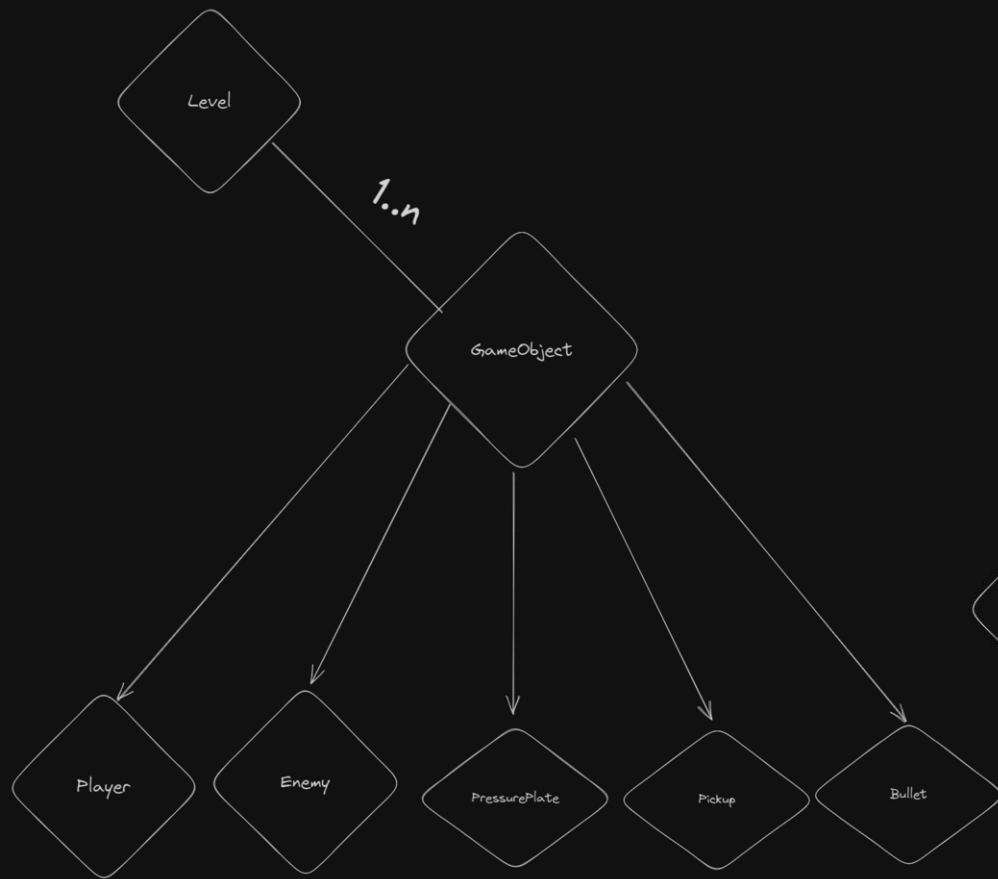 Level
1..n
GameObject
Player
Enemy
PressurePlate
Pickup
Bullet